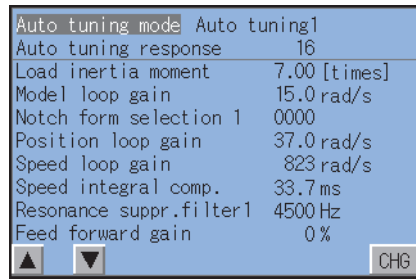 Auto tuning mode Auto tuning1
Auto tuning response 16
Load inertia moment 7.00 [times]
Model loop gain 15.0 rad/s
Notch form selection 1 0000
Position loop gain 37.0 rad/s
Speed loop gain 823 rad/s
Speed integral comp. 33.7 ms
Resonance suppr.filter1 4500 Hz
Feed forward gain 0 %
▲ ▼ CHG